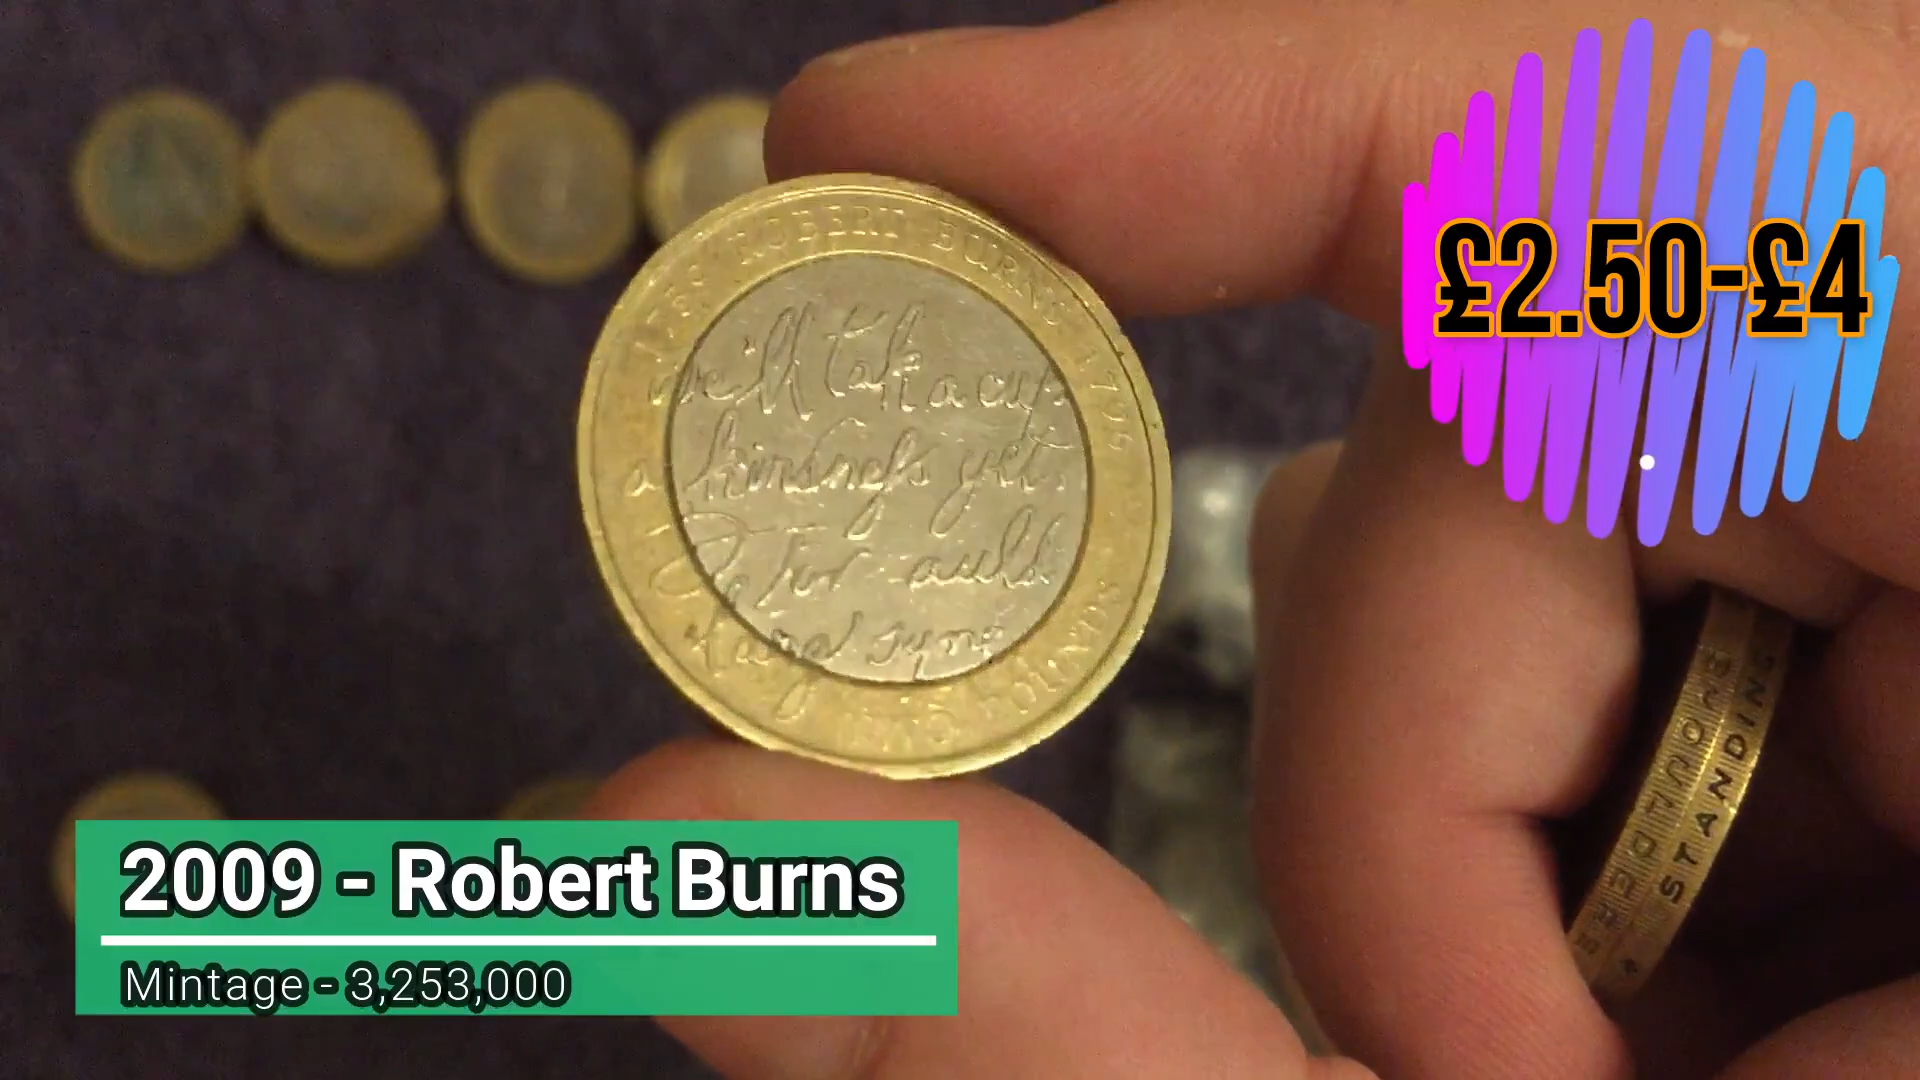 1759 ROBERT BURNS 1796
we'll tak a cup
a kindness yet,
for auld
lang syne
TWO POUNDS
£2.50-£4
STANDING
2009 - Robert Burns
Mintage - 3,253,000